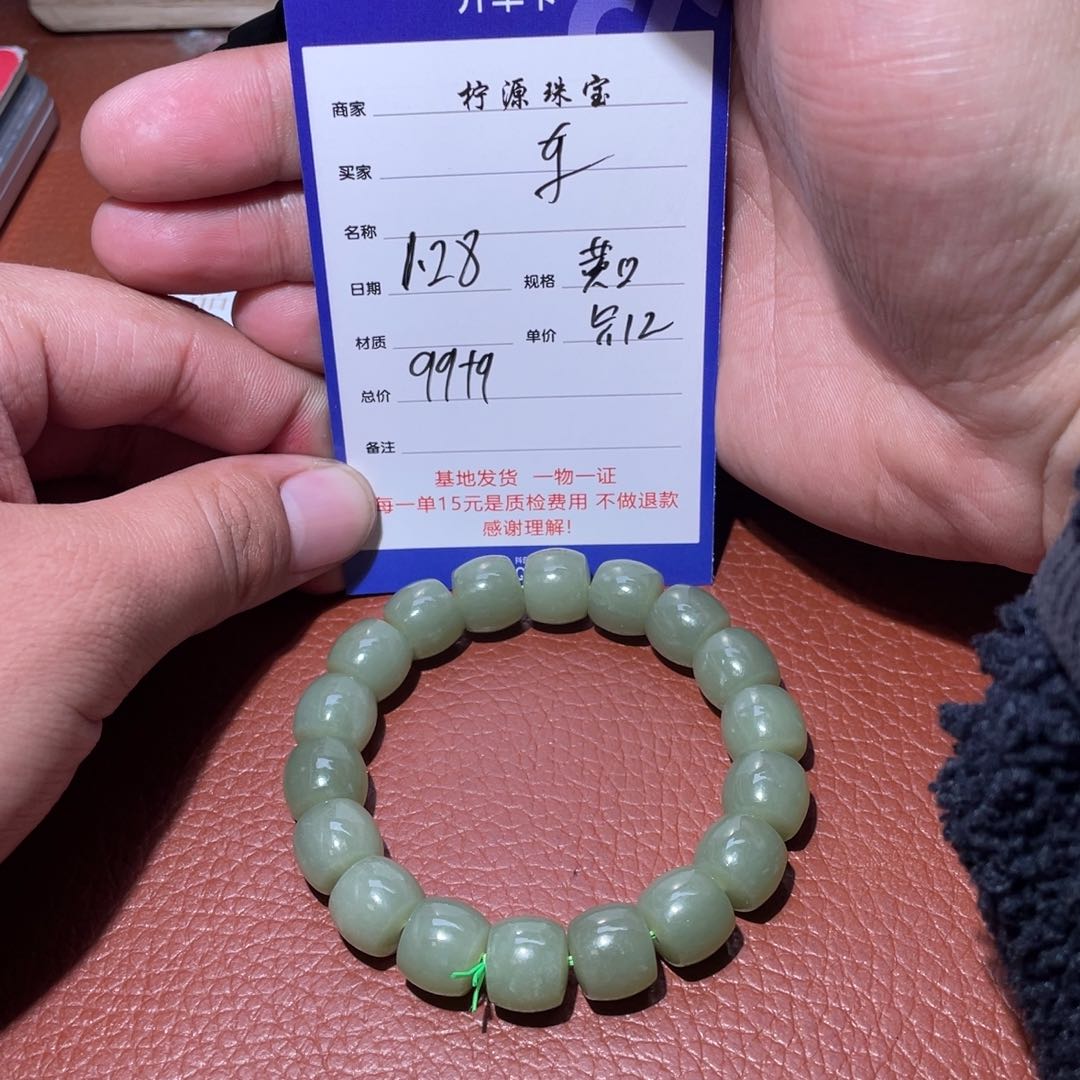 商家 柠源珠宝
买家
名称
日期 1.28 规格
材质 单价
总价 99+9
备注
基地发货 一物一证
每一单15元是质检费用 不做退款
感谢理解!